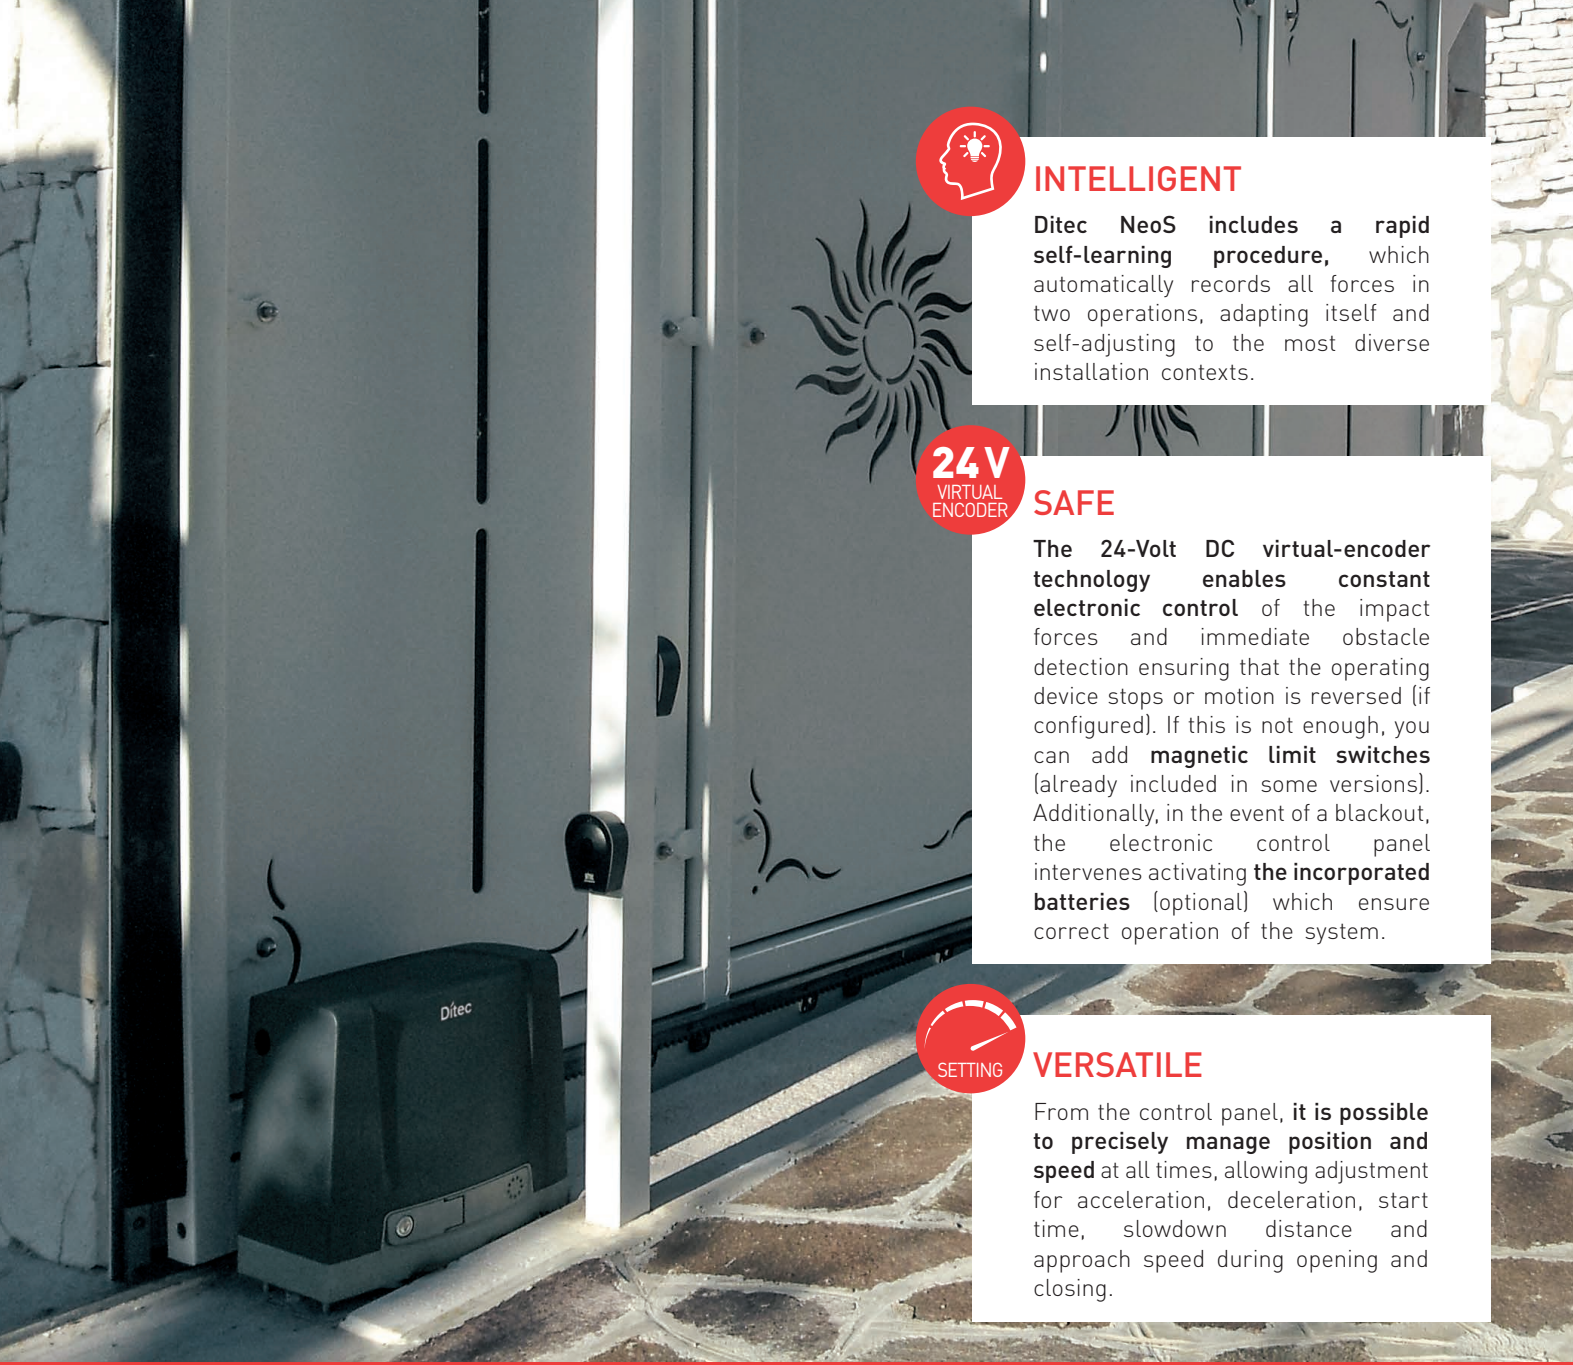 INTELLIGENT
Ditec NeoS includes a rapid
self-learning procedure, which
automatically records all forces in
two operations, adapting itself and
self-adjusting to the most diverse
installation contexts.
24 V
VIRTUAL
ENCODER
SAFE
The 24-Volt DC virtual-encoder
technology enables constant
electronic control of the impact
forces and immediate obstacle
detection ensuring that the operating
device stops or motion is reversed (if
configured). If this is not enough, you
can add magnetic limit switches
(already included in some versions).
Additionally, in the event of a blackout,
the electronic control panel
intervenes activating the incorporated
batteries (optional) which ensure
correct operation of the system.
Ditec
SETTING
VERSATILE
From the control panel, it is possible
to precisely manage position and
speed at all times, allowing adjustment
for acceleration, deceleration, start
time, slowdown distance and
approach speed during opening and
closing.